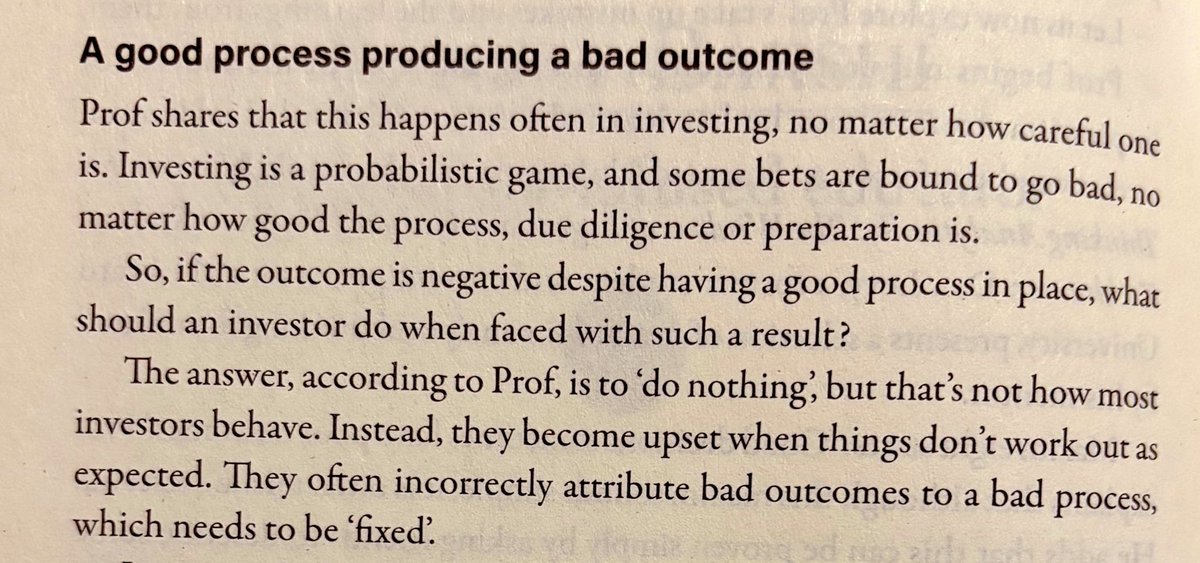 A good process producing a bad outcome
Prof shares that this happens often in investing, no matter how careful one
is. Investing is a probabilistic game, and some bets are bound to go bad, no
matter how good the process, due diligence or preparation is.
So, if the outcome is negative despite having a good process in place, what
should an investor do when faced with such a result?
The answer, according to Prof, is to ‘do nothing’, but that’s not how most
investors behave. Instead, they become upset when things don’t work out as
expected. They often incorrectly attribute bad outcomes to a bad process,
which needs to be ‘fixed’.